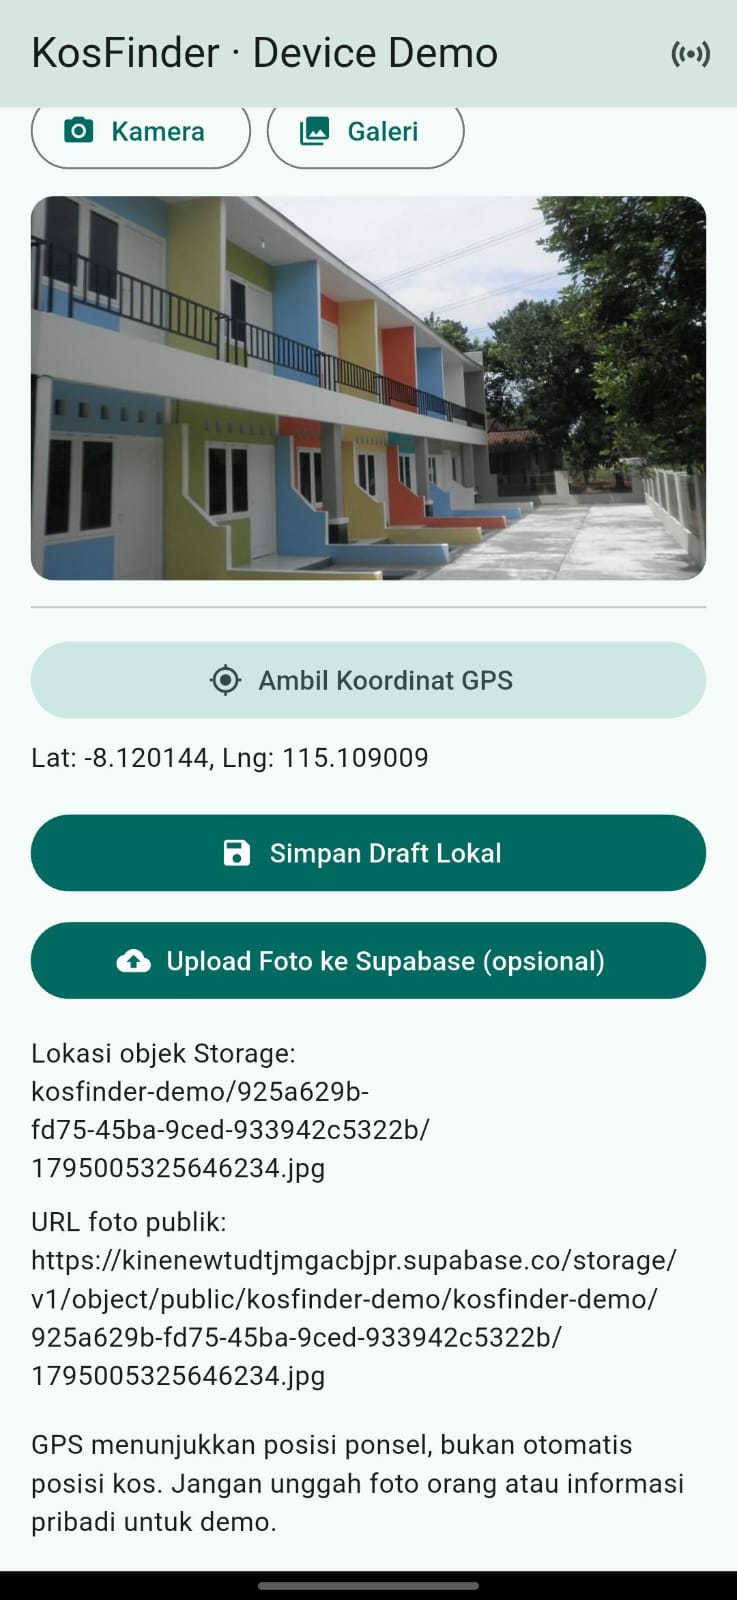 KosFinder · Device Demo
Kamera
Galeri
Ambil Koordinat GPS
Lat: -8.120144, Lng: 115.109009
Simpan Draft Lokal
Upload Foto ke Supabase (opsional)
Lokasi objek Storage:
kosfinder-demo/925a629b-
fd75-45ba-9ced-933942c5322b/
1795005325646234.jpg
URL foto publik:
https://kinenewtudtjmgacbjpr.supabase.co/storage/
v1/object/public/kosfinder-demo/kosfinder-demo/
925a629b-fd75-45ba-9ced-933942c5322b/
1795005325646234.jpg
GPS menunjukkan posisi ponsel, bukan otomatis
posisi kos. Jangan unggah foto orang atau informasi
pribadi untuk demo.